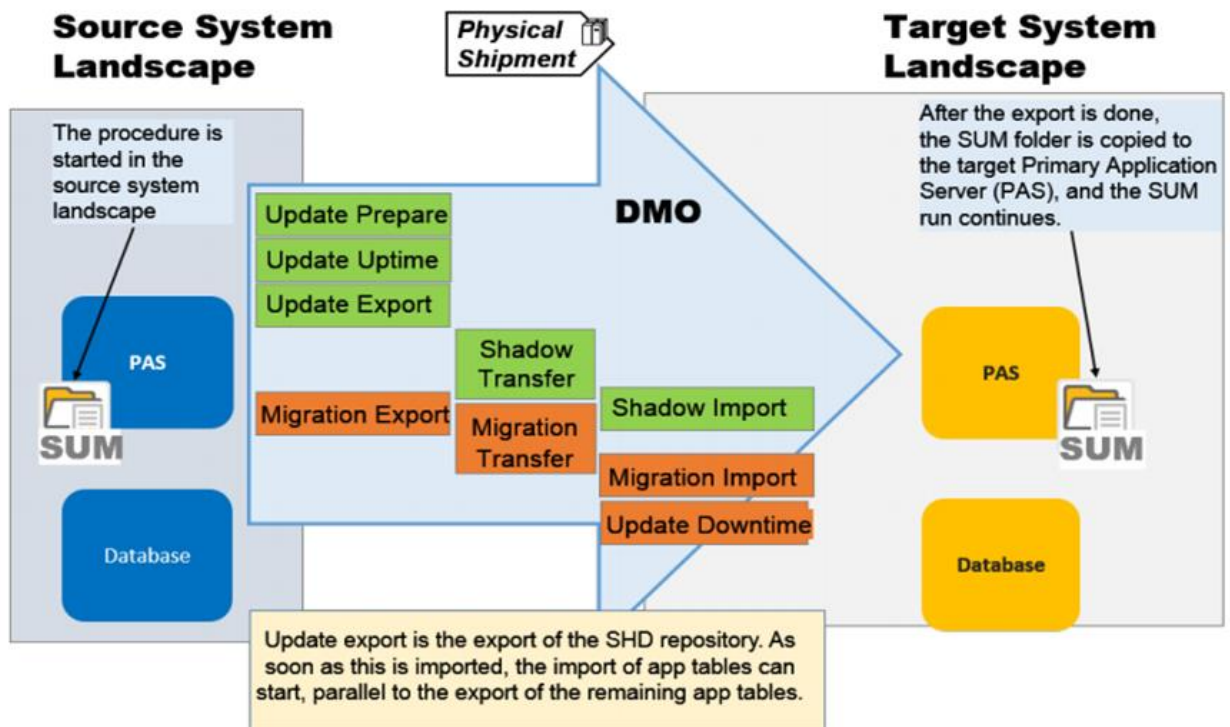 Source System
Landscape
Physical
Shipment
Target System
Landscape
The procedure is
started in the
source system
landscape
After the export is done,
the SUM folder is copied to
the target Primary Application
Server (PAS), and the SUM
run continues.
DMO
Update Prepare
Update Uptime
Update Export
Shadow
Transfer
Shadow Import
Migration Export
Migration
Transfer
Migration Import
Update Downtime
PAS
SUM
Database
PAS
SUM
Database
Update export is the export of the SHD repository. As
soon as this is imported, the import of app tables can
start, parallel to the export of the remaining app tables.